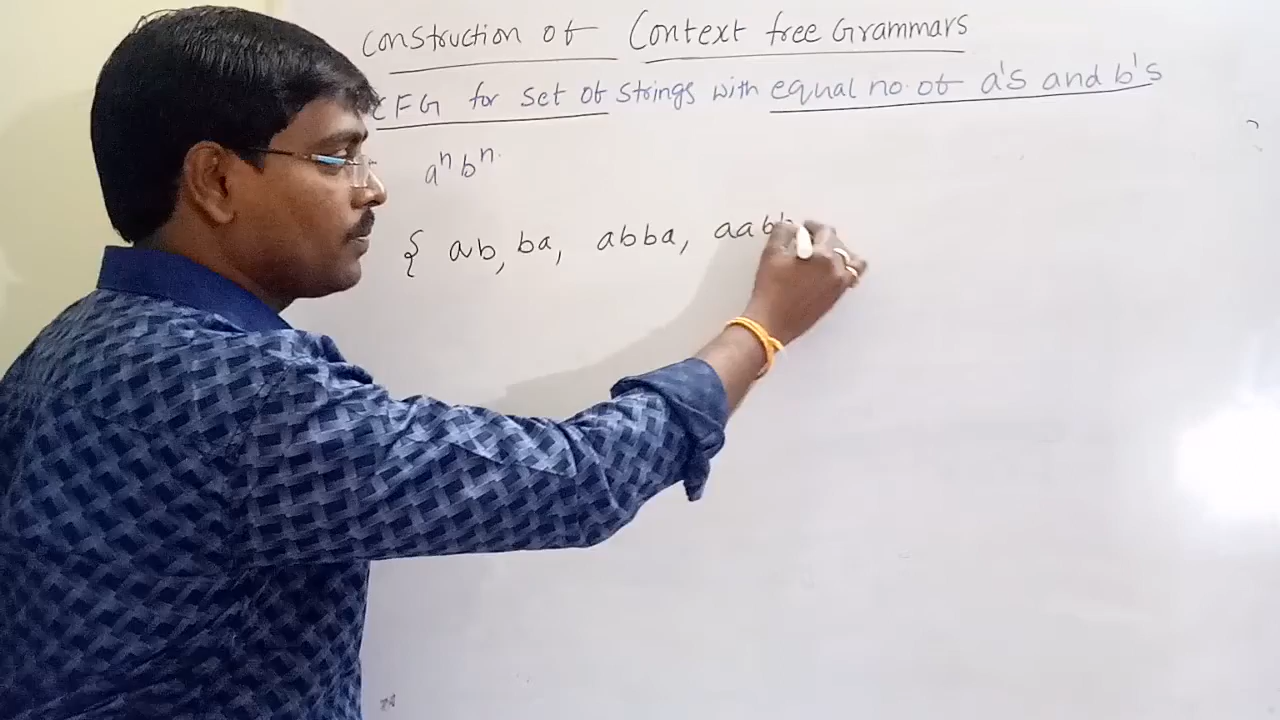 Construction of Context free Grammars
CFG for set of strings with equal no. of a's and b's
aⁿbⁿ
{ ab, ba, abba, aabb